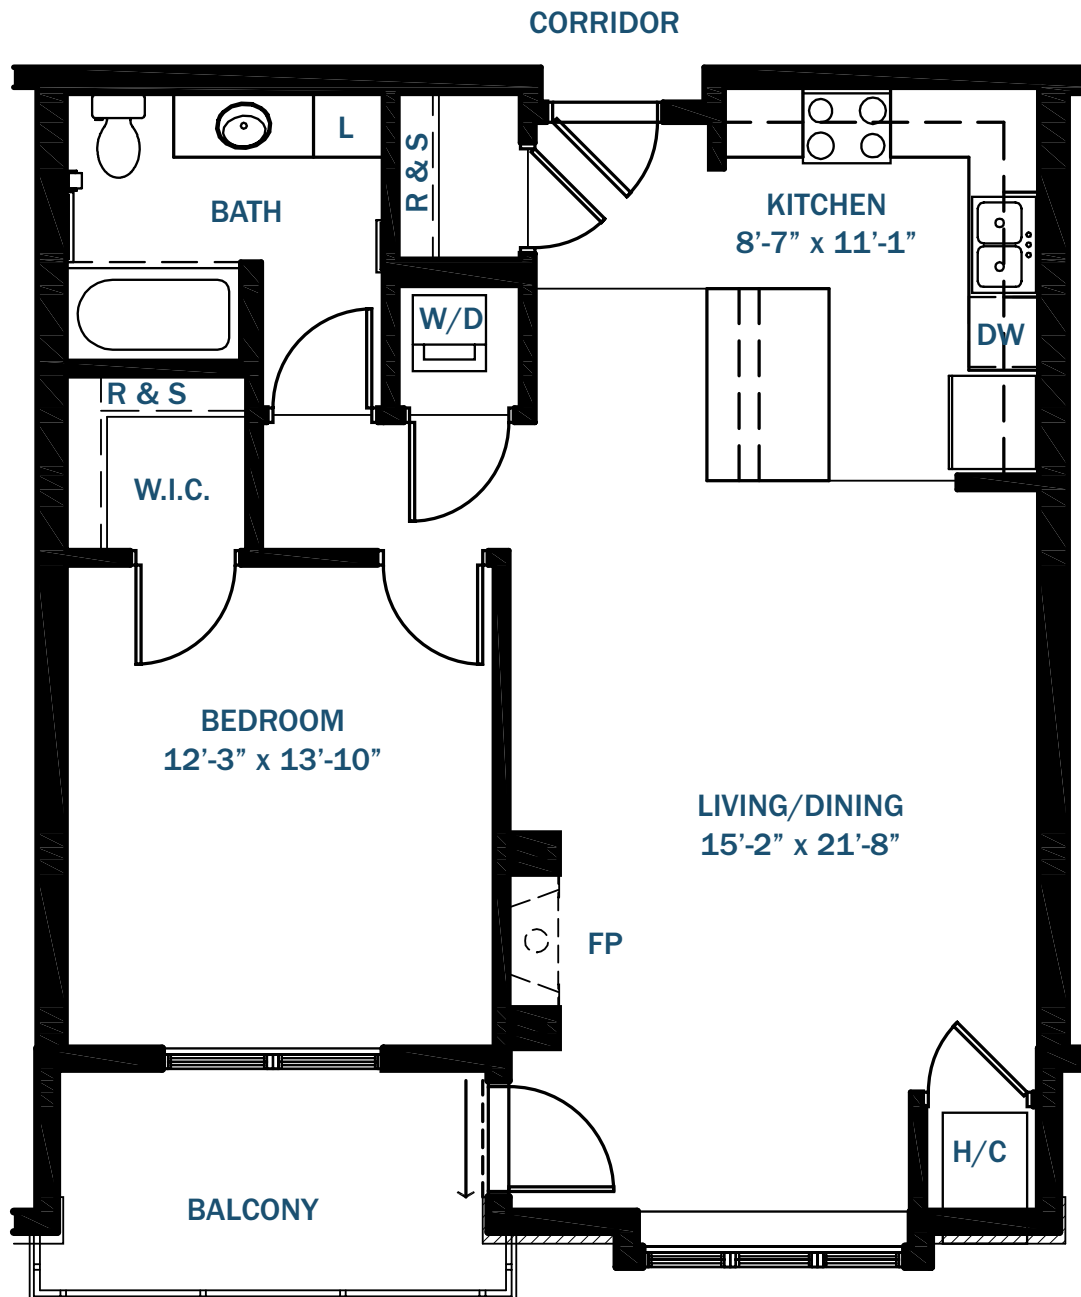 CORRIDOR
L
R & S
BATH
KITCHEN
8’-7” x 11’-1”
W/D
DW
R & S
W.I.C.
BEDROOM
12’-3” x 13’-10”
LIVING/DINING
15’-2” x 21’-8”
FP
H/C
BALCONY